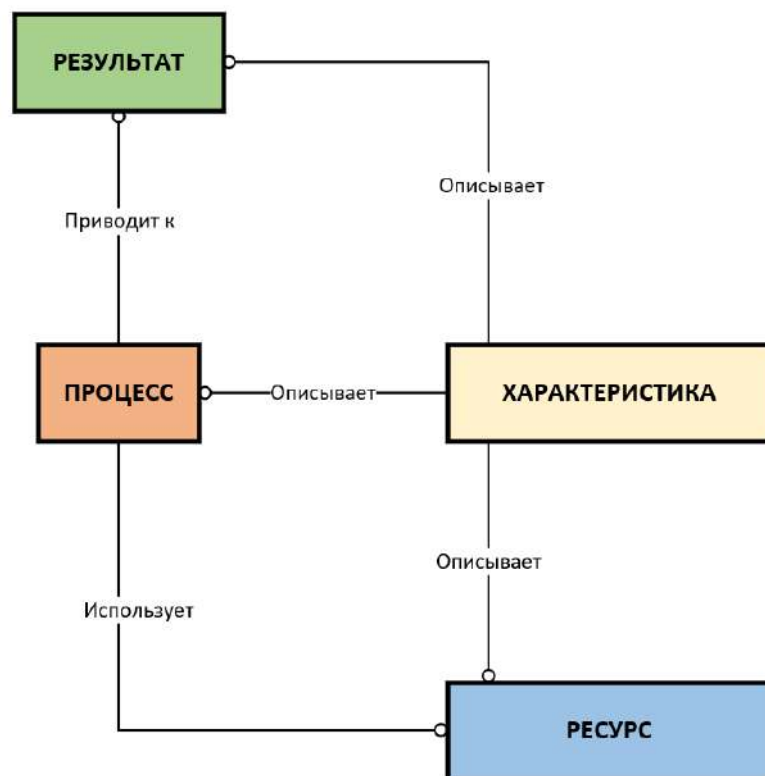 РЕЗУЛЬТАТ
Описывает
Приводит к
ПРОЦЕСС
Описывает
ХАРАКТЕРИСТИКА
Описывает
Использует
РЕСУРС